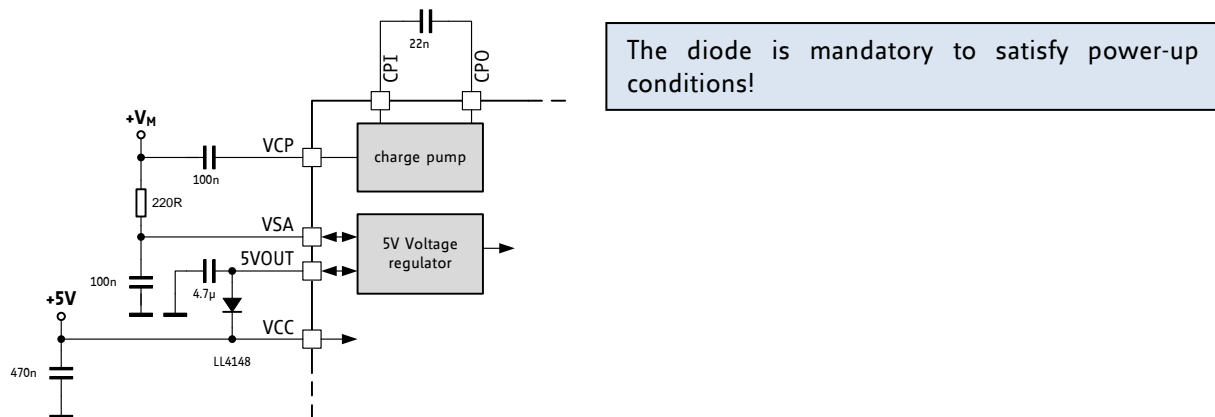 22n
CPI
CPO
The diode is mandatory to satisfy power-up
conditions!
+VM
VCP
100n
charge pump
220R
VSA
5V Voltage
regulator
5VOUT
100n
4.7µ
+5V
VCC
LL4148
470n